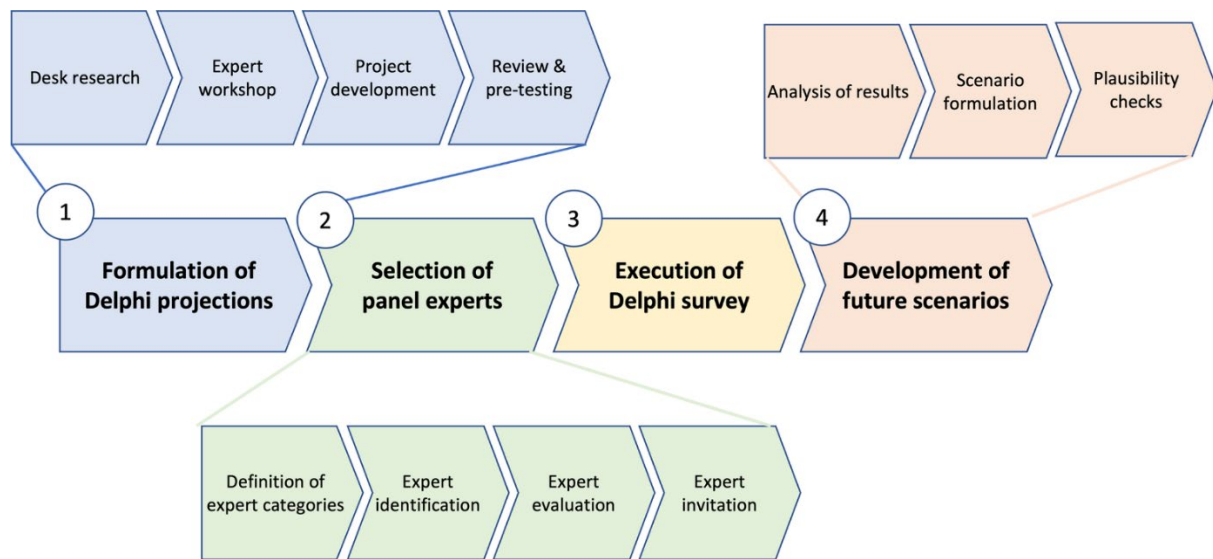 Desk research
Expert
workshop
Project
development
Review &
pre-testing
Analysis of results
Scenario
formulation
Plausibility
checks
1
Formulation of
Delphi projections
2
Selection of
panel experts
3
Execution of
Delphi survey
4
Development of
future scenarios
Definition of
expert categories
Expert
identification
Expert
evaluation
Expert
invitation